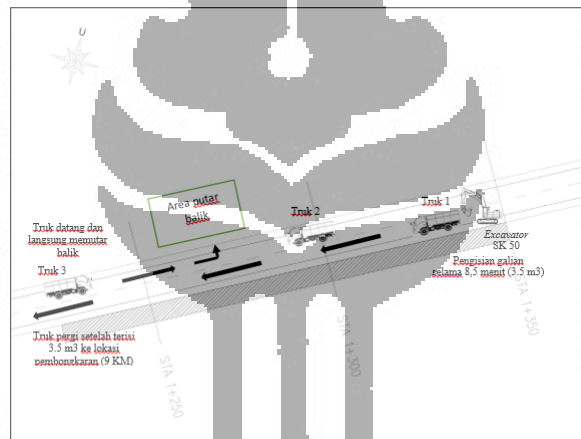 U
Area putar
balik
Truk 2
Truk 1
Excavator
SK 50
Pengisian galian
selama 8,5 menit (3.5 m3)
Truk datang dan
langsung memutar
balik
Truk 3
Truk pergi setelah terisi
3.5 m3 ke lokasi
pembongkaran (9 KM)
STA 1+250
STA 1+300
STA 1+350